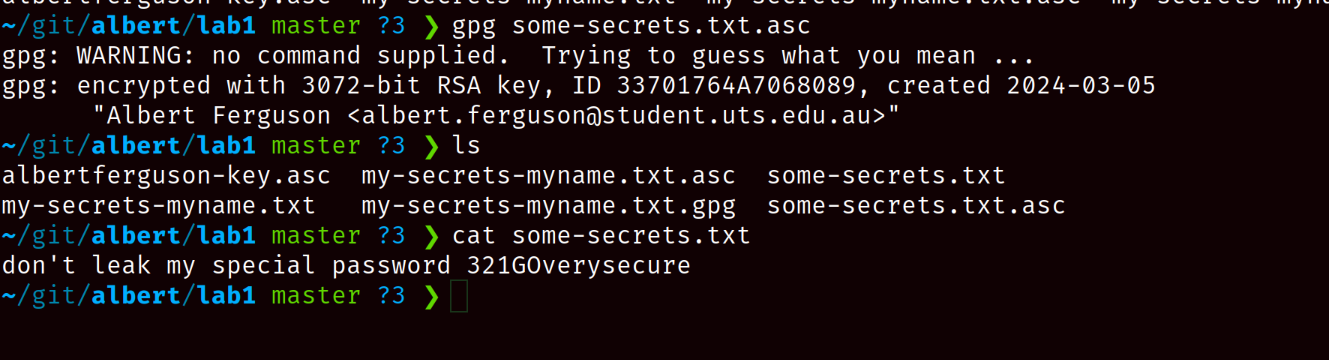 ~/git/albert/lab1 master ?3 ❯ gpg some-secrets.txt.asc
gpg: WARNING: no command supplied.  Trying to guess what you mean ...
gpg: encrypted with 3072-bit RSA key, ID 33701764A7068089, created 2024-03-05
      "Albert Ferguson <albert.ferguson@student.uts.edu.au>"
~/git/albert/lab1 master ?3 ❯ ls
albertferguson-key.asc  my-secrets-myname.txt.asc  some-secrets.txt
my-secrets-myname.txt   my-secrets-myname.txt.gpg  some-secrets.txt.asc
~/git/albert/lab1 master ?3 ❯ cat some-secrets.txt
don't leak my special password 321GOverysecure
~/git/albert/lab1 master ?3 ❯